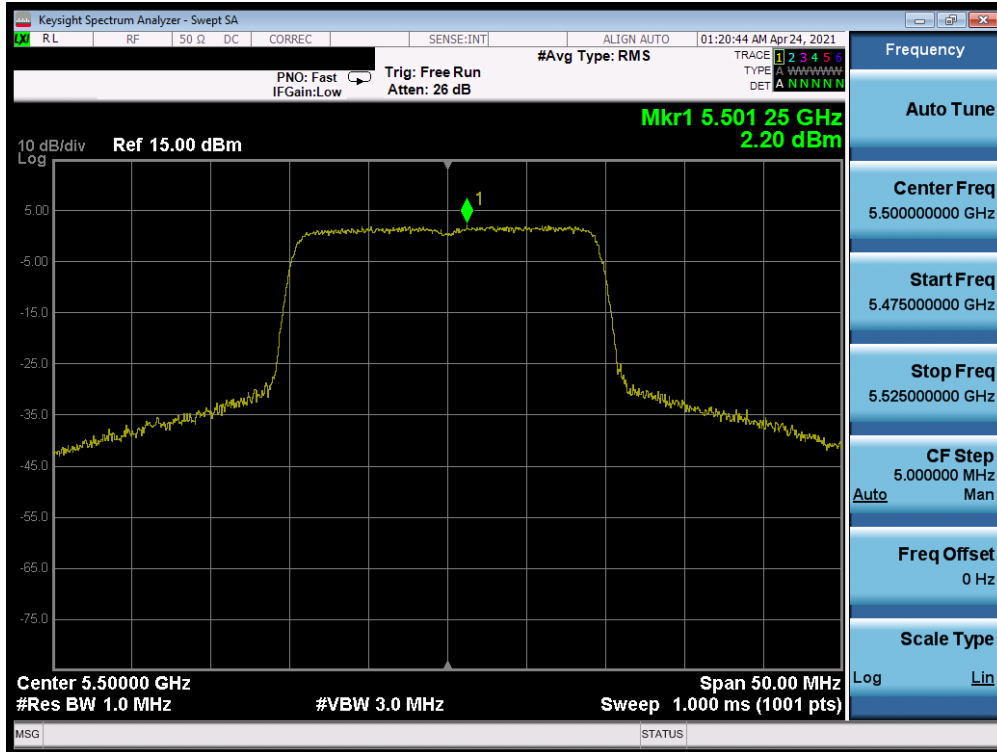 Keysight Spectrum Analyzer - Swept SA
LXI RL RF 50 Ω DC CORREC SENSE:INT ALIGN AUTO 01:20:44 AM Apr 24, 2021
Frequency
#Avg Type: RMS TRACE 1 2 3 4 5 6
PNO: Fast Trig: Free Run TYPE A WWWWW
IFGain:Low Atten: 26 dB DET A N N N N N
Mkr1 5.501 25 GHz
10 dB/div Ref 15.00 dBm 2.20 dBm
Log
1
5.00
-5.00
-15.0
-25.0
-35.0
-45.0
-55.0
-65.0
-75.0
Center 5.50000 GHz Span 50.00 MHz
#Res BW 1.0 MHz #VBW 3.0 MHz Sweep 1.000 ms (1001 pts)
MSG STATUS
Auto Tune
Center Freq
5.500000000 GHz
Start Freq
5.475000000 GHz
Stop Freq
5.525000000 GHz
CF Step
5.000000 MHz
Auto Man
Freq Offset
0 Hz
Scale Type
Log Lin